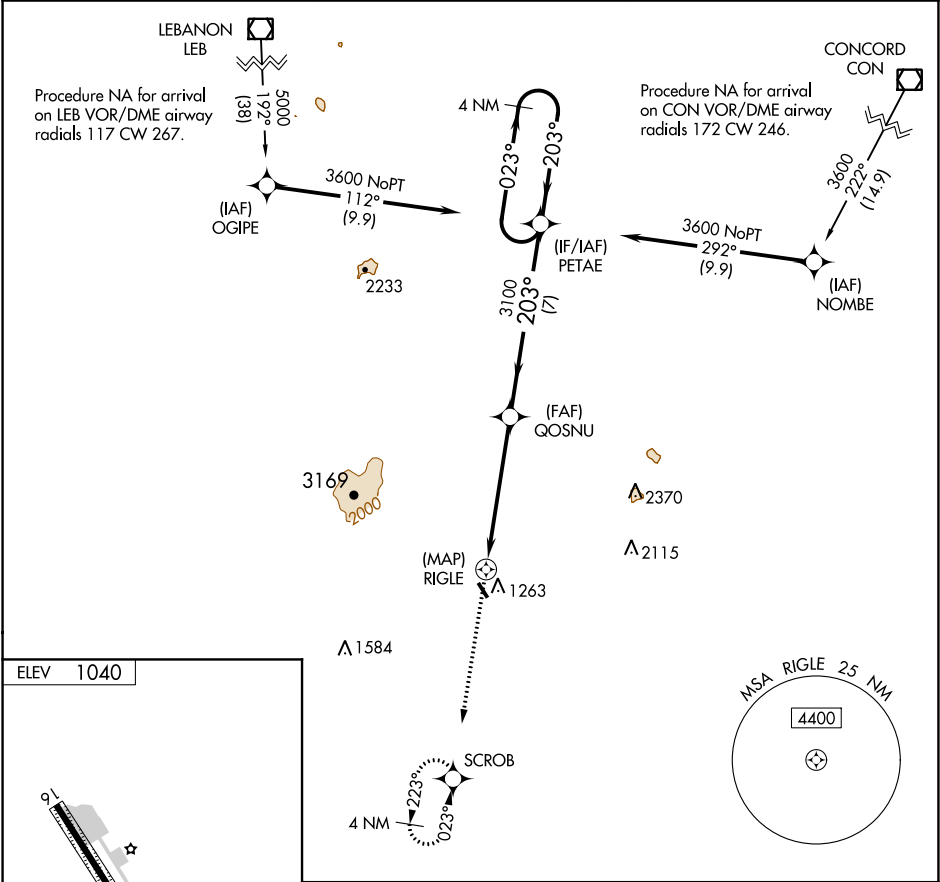 LEBANON
LEB
Procedure NA for arrival
on LEB VOR/DME airway
radials 117 CW 267.
5000
192°
(38)
CONCORD
CON
Procedure NA for arrival
on CON VOR/DME airway
radials 172 CW 246.
3600
222°
(14.9)
4 NM
023°
203°
3600 NoPT
112°
(9.9)
(IAF)
OGIPE
(IF/IAF)
PETAE
3600 NoPT
292°
(9.9)
(IAF)
NOMBE
2233
3100
203°
(7)
(FAF)
QOSNU
3169
2000
2370
2115
(MAP)
RIGLE
1263
1584
ELEV 1040
MSA RIGLE 25 NM
4400
SCROB
223°
023°
4 NM
16